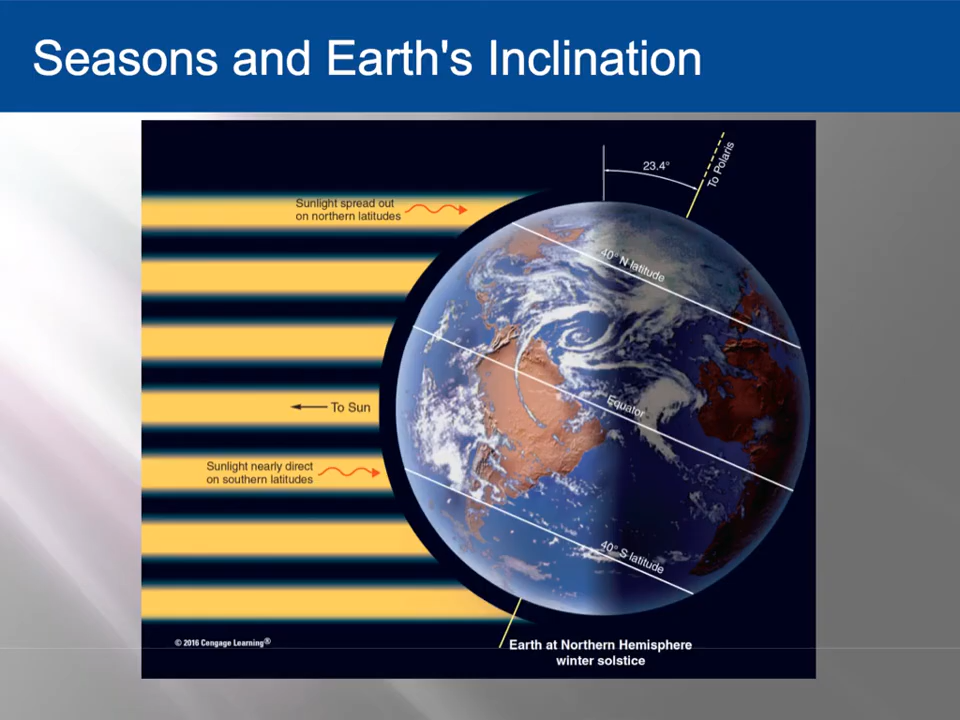 Seasons and Earth's Inclination
23.4°
To Polaris
Sunlight spread out
on northern latitudes
40° N latitude
To Sun
Equator
Sunlight nearly direct
on southern latitudes
40° S latitude
© 2016 Cengage Learning®
Earth at Northern Hemisphere
winter solstice